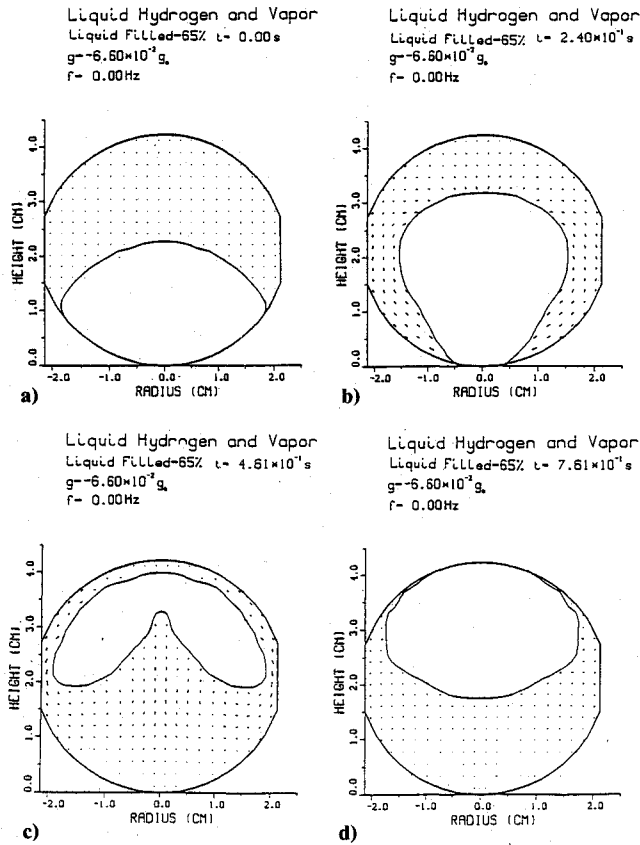 Liquid Hydrogen and Vapor
Liquid Filled=65% t= 0.00s
g=-6.60×10⁻²g₀
f= 0.00Hz
HEIGHT (CM)
4.0
3.0
2.0
1.0
0.0
-2.0 -1.0 0.0 1.0 2.0
RADIUS (CM)
a)
Liquid Hydrogen and Vapor
Liquid Filled=65% t= 2.40×10⁻¹s
g=-6.60×10⁻²g₀
f= 0.00Hz
HEIGHT (CM)
4.0
3.0
2.0
1.0
0.0
-2.0 -1.0 0.0 1.0 2.0
RADIUS (CM)
b)
Liquid Hydrogen and Vapor
Liquid Filled=65% t= 4.61×10⁻¹s
g=-6.60×10⁻²g₀
f= 0.00Hz
HEIGHT (CM)
4.0
3.0
2.0
1.0
0.0
-2.0 -1.0 0.0 1.0 2.0
RADIUS (CM)
c)
Liquid Hydrogen and Vapor
Liquid Filled=65% t= 7.61×10⁻¹s
g=-6.60×10⁻²g₀
f= 0.00Hz
HEIGHT (CM)
4.0
3.0
2.0
1.0
0.0
-2.0 -1.0 0.0 1.0 2.0
RADIUS (CM)
d)